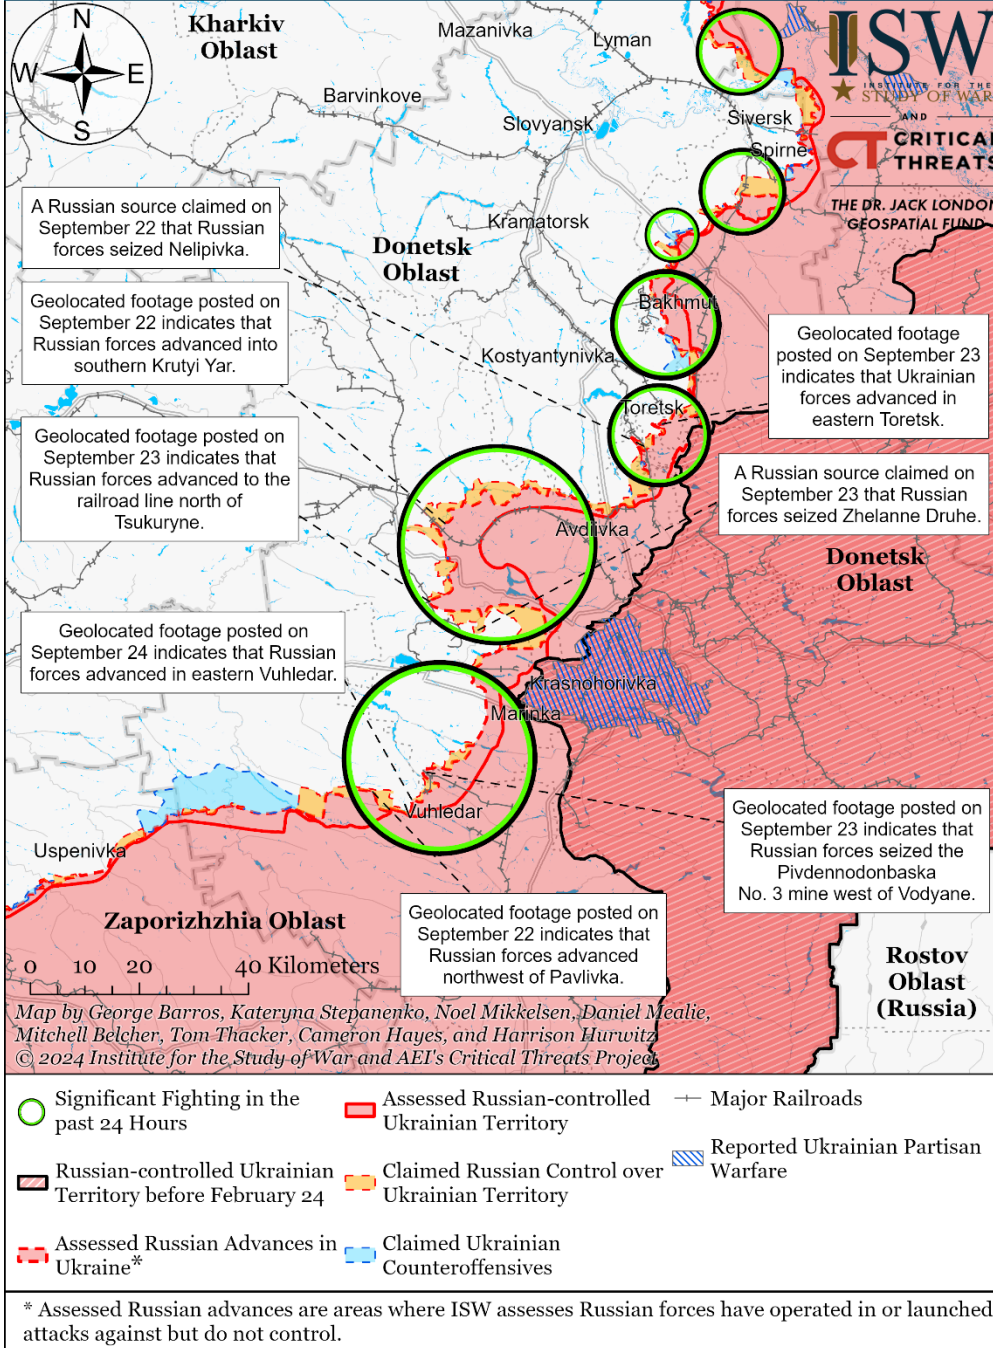 N
W
E
S
Kharkiv
Oblast
Mazanivka
Lyman
Barvinkove
Slovyansk
Siversk
Spirne
ISW
INSTITUTE FOR THE
STUDY OF WAR
AND
CT CRITICAL
THREATS
THE DR. JACK LONDON
GEOSPATIAL FUND
A Russian source claimed on
September 22 that Russian
forces seized Nelipivka.
Kramatorsk
Donetsk
Oblast
Geolocated footage posted on
September 22 indicates that
Russian forces advanced into
southern Krutyi Yar.
Bakhmut
Kostyantynivka
Geolocated footage
posted on September 23
indicates that Ukrainian
forces advanced in
eastern Toretsk.
Toretsk
Geolocated footage posted on
September 23 indicates that
Russian forces advanced to the
railroad line north of
Tsukuryne.
A Russian source claimed on
September 23 that Russian
forces seized Zhelanne Druhe.
Avdiivka
Donetsk
Oblast
Geolocated footage posted on
September 24 indicates that Russian
forces advanced in eastern Vuhledar.
Krasnohorivka
Marinka
Vuhledar
Geolocated footage posted on
September 23 indicates that
Russian forces seized the
Pivdennodonbaska
No. 3 mine west of Vodyane.
Uspenivka
Zaporizhzhia Oblast
Geolocated footage posted on
September 22 indicates that
Russian forces advanced
northwest of Pavlivka.
Rostov
Oblast
(Russia)
0 10 20 40 Kilometers
Map by George Barros, Kateryna Stepanenko, Noel Mikkelsen, Daniel Mealie,
Mitchell Belcher, Tom Thacker, Cameron Hayes, and Harrison Hurwitz
© 2024 Institute for the Study of War and AEI's Critical Threats Project
Significant Fighting in the
past 24 Hours
Russian-controlled Ukrainian
Territory before February 24
Assessed Russian Advances in
Ukraine*
Assessed Russian-controlled
Ukrainian Territory
Claimed Russian Control over
Ukrainian Territory
Claimed Ukrainian
Counteroffensives
Major Railroads
Reported Ukrainian Partisan
Warfare
* Assessed Russian advances are areas where ISW assesses Russian forces have operated in or launched
attacks against but do not control.